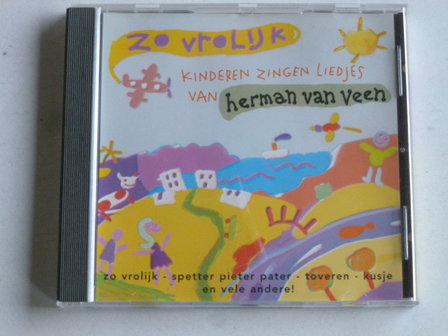 zo vrolijk
KINDEREN ZINGEN LIEDJES
VAN herman van veen
zo vrolijk - spetter pieter pater - toveren - kusje
en vele andere!